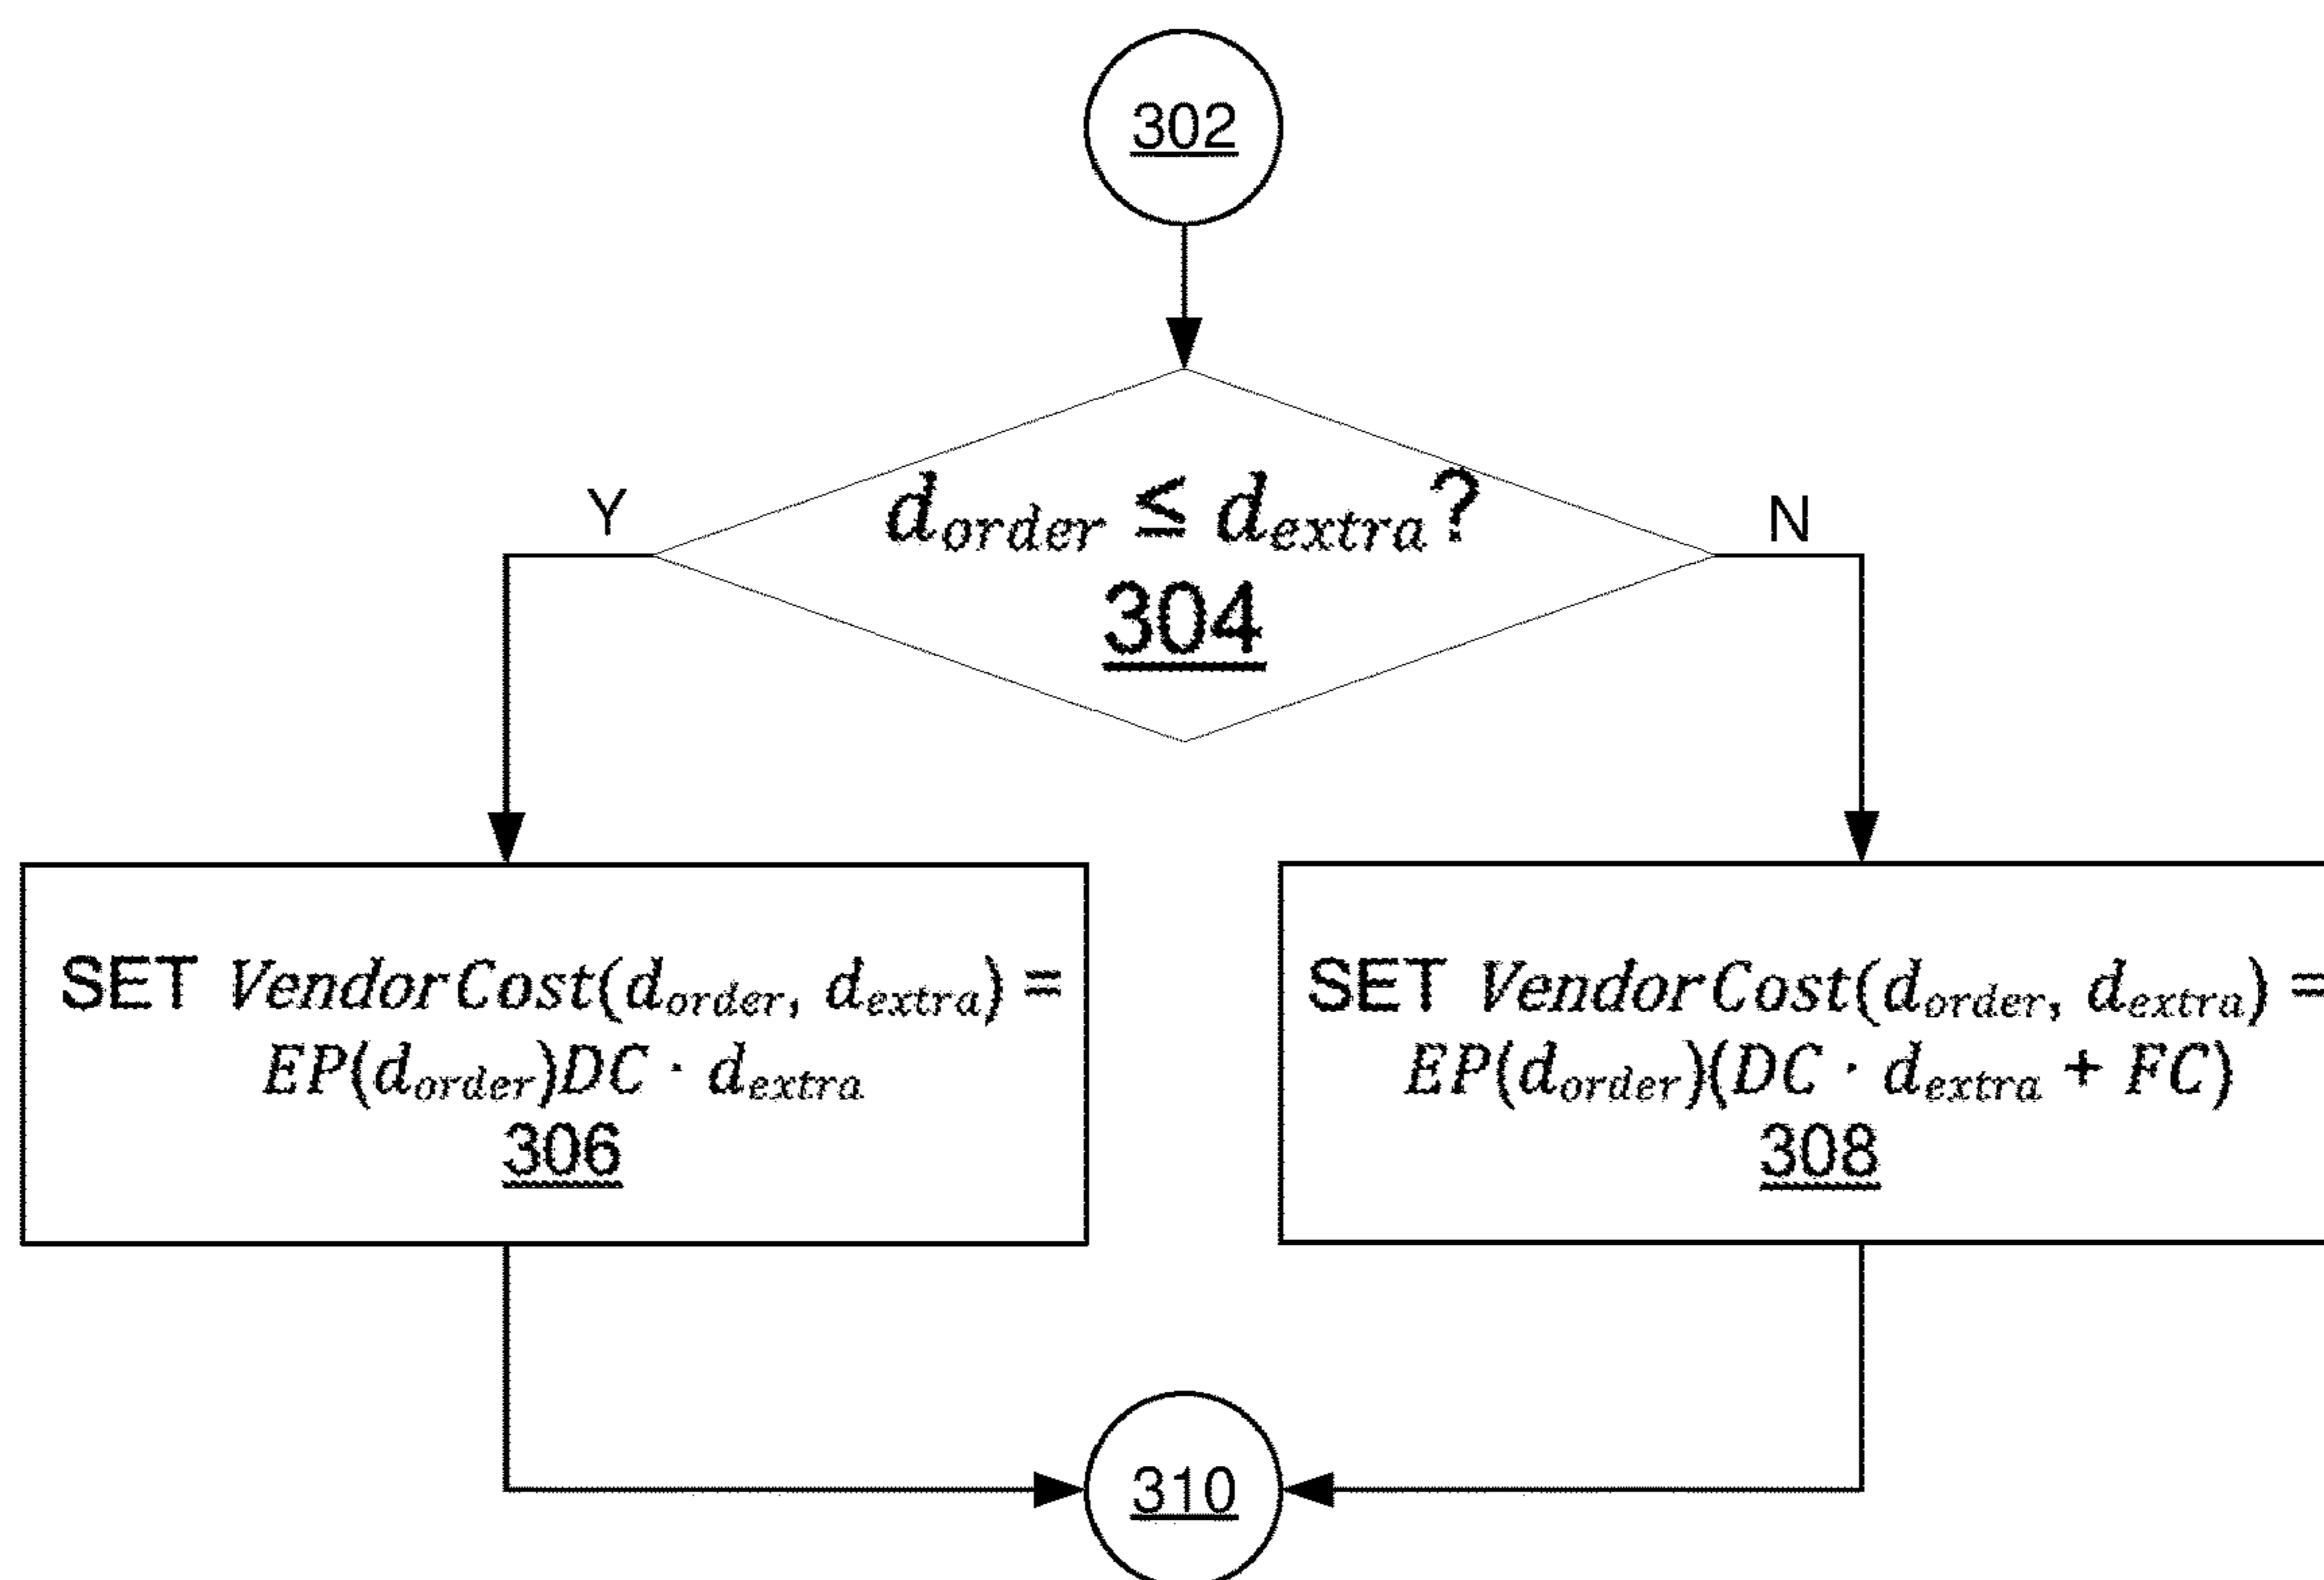 302
d_order ≤ d_extra?
304
Y
N
SET VendorCost(d_order, d_extra) =
EP(d_order)DC · d_extra
306
SET VendorCost(d_order, d_extra) =
EP(d_order)(DC · d_extra + FC)
308
310